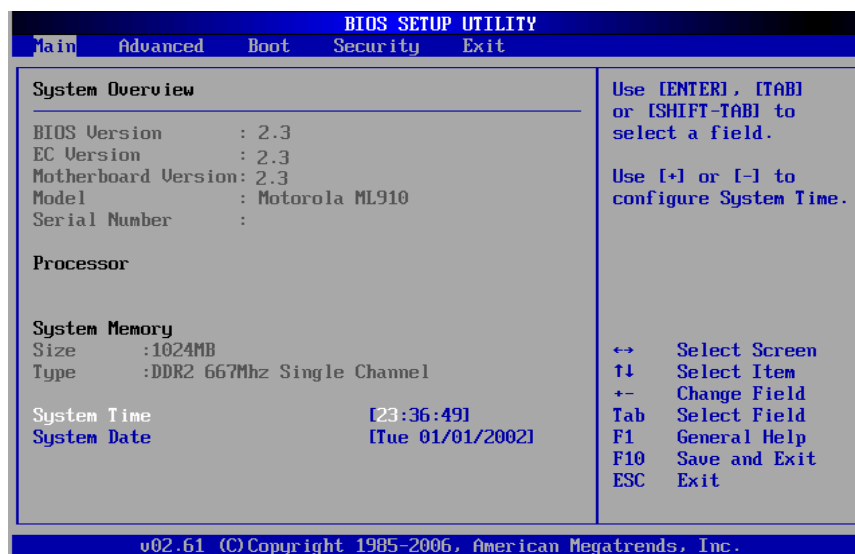 BIOS SETUP UTILITY
Main Advanced Boot Security Exit
System Overview
BIOS Version : 2.3
EC Version : 2.3
Motherboard Version: 2.3
Model : Motorola ML910
Serial Number :
Processor
System Memory
Size :1024MB
Type :DDR2 667Mhz Single Channel
System Time [23:36:49]
System Date [Tue 01/01/2002]
Use [ENTER], [TAB]
or [SHIFT-TAB] to
select a field.
Use [+] or [-] to
configure System Time.
↔ Select Screen
↑↓ Select Item
+- Change Field
Tab Select Field
F1 General Help
F10 Save and Exit
ESC Exit
v02.61 (C)Copyright 1985-2006, American Megatrends, Inc.